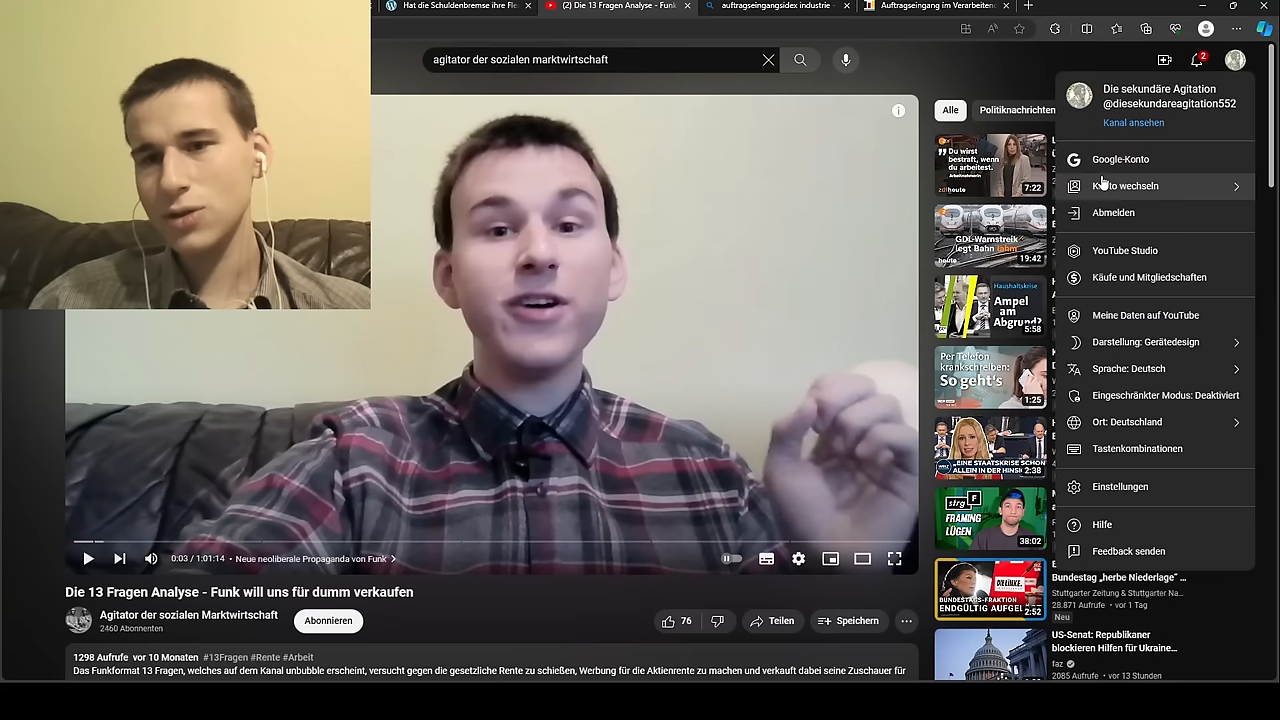 Hat die Schuldenbremse ihre Fle
(2) Die 13 Fragen Analyse - Funk
auftragseingangsidex industrie -
Auftragseingang im Verarbeiten
agitator der sozialen marktwirtschaft
2
Die sekundäre Agitation
@diesekundareagitation552
Kanal ansehen
Google-Konto
Konto wechseln
Abmelden
YouTube Studio
Käufe und Mitgliedschaften
Meine Daten auf YouTube
Darstellung: Gerätedesign
Sprache: Deutsch
Eingeschränkter Modus: Deaktiviert
Ort: Deutschland
Tastenkombinationen
Einstellungen
Hilfe
Feedback senden
Alle
Politiknachrichten
Du wirst
bestraft, wenn
du arbeitest.
Arbeitnehmerin
zdfheute
7:22
GDL-Warnstreik
legt Bahn lahm
heute
19:42
Haushaltskrise
Ampel
am
Abgrund?
5:58
Per Telefon
krankschreiben:
So geht's
1:25
„EINE STAATSKRISE SCHON
ALLEIN IN DER HINSI
2:38
strg F
FRAMING
LÜGEN
38:02
DIE LINKE.
BUNDESTAGS-FRAKTION
ENDGÜLTIG AUFGEL
2:52
Bundestag „herbe Niederlage“ ...
Stuttgarter Zeitung & Stuttgarter Na...
28.871 Aufrufe • vor 1 Tag
Neu
US-Senat: Republikaner
blockieren Hilfen für Ukraine...
faz
2085 Aufrufe • vor 13 Stunden
0:03 / 1:01:14 • Neue neoliberale Propaganda von Funk
Die 13 Fragen Analyse - Funk will uns für dumm verkaufen
Agitator der sozialen Marktwirtschaft
2460 Abonnenten
Abonnieren
76
Teilen
Speichern
1298 Aufrufe vor 10 Monaten #13Fragen #Rente #Arbeit
Das Funkformat 13 Fragen, welches auf dem Kanal unbubble erscheint, versucht gegen die gesetzliche Rente zu schießen, Werbung für die Aktienrente zu machen und verkauft dabei seine Zuschauer für